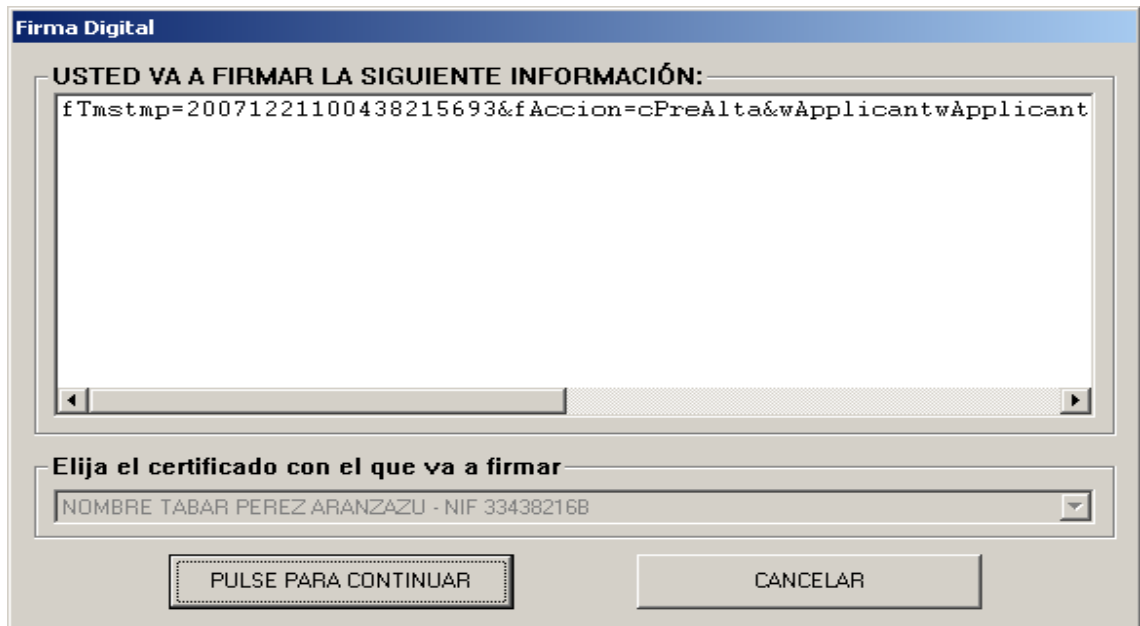 Firma Digital
USTED VA A FIRMAR LA SIGUIENTE INFORMACIÓN:
fTmstmp=20071221100438215693&fAccion=cPreAlta&wApplicantwApplicant
Elija el certificado con el que va a firmar
NOMBRE TABAR PEREZ ARANZAZU - NIF 33438216B
PULSE PARA CONTINUAR
CANCELAR